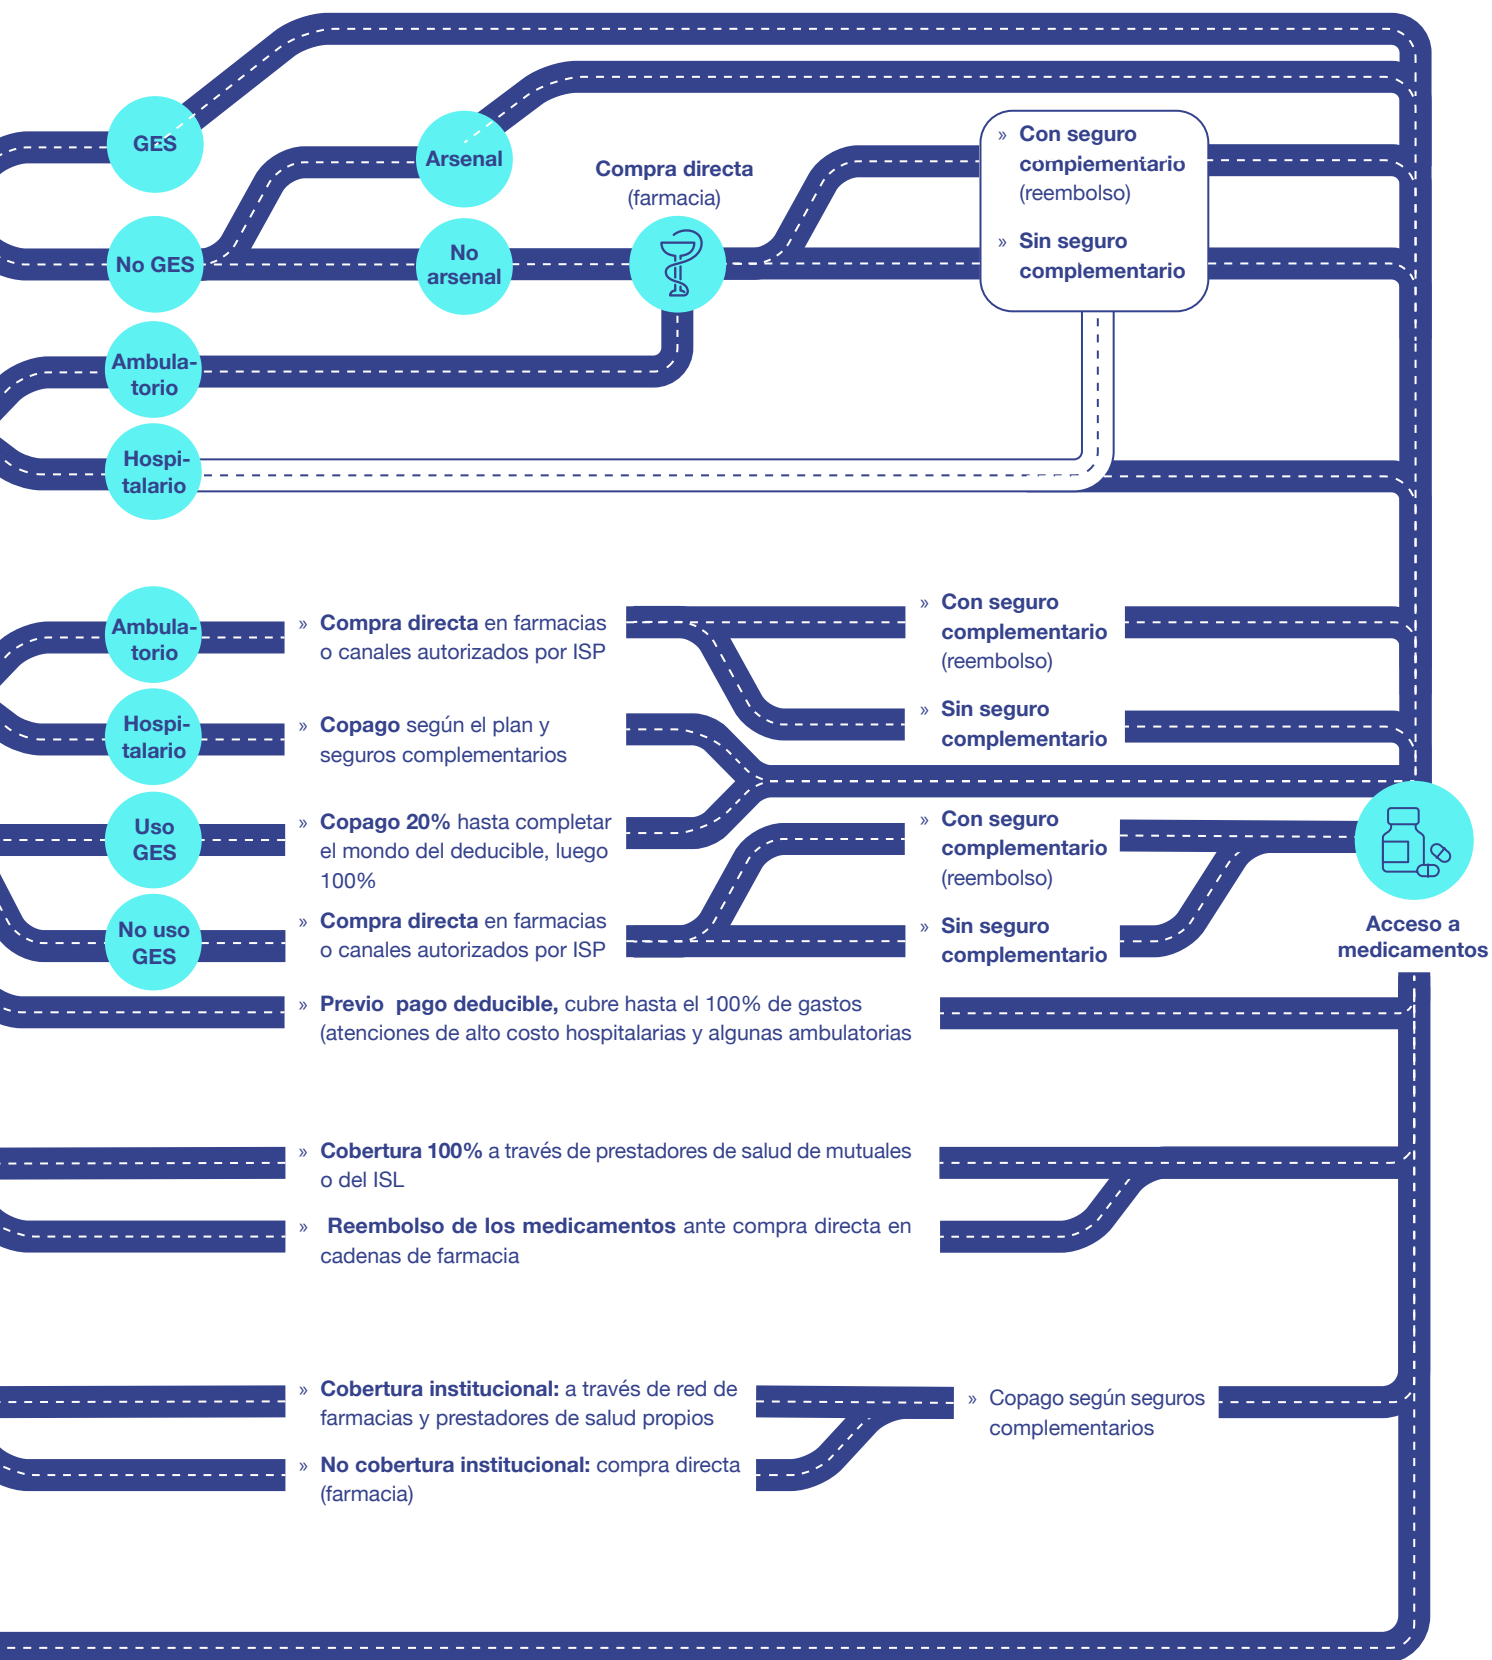 GES
Arsenal
Compra directa
(farmacia)
» Con seguro
complementario
(reembolso)
No GES
No
arsenal
» Sin seguro
complementario
Ambula-
torio
Hospi-
talario
Ambula-
torio
» Compra directa en farmacias
o canales autorizados por ISP
» Con seguro
complementario
(reembolso)
Hospi-
talario
» Copago según el plan y
seguros complementarios
» Sin seguro
complementario
Uso
GES
» Copago 20% hasta completar
el mondo del deducible, luego
100%
» Con seguro
complementario
(reembolso)
No uso
GES
» Compra directa en farmacias
o canales autorizados por ISP
» Sin seguro
complementario
Acceso a
medicamentos
» Previo pago deducible, cubre hasta el 100% de gastos
(atenciones de alto costo hospitalarias y algunas ambulatorias
» Cobertura 100% a través de prestadores de salud de mutuales
o del ISL
» Reembolso de los medicamentos ante compra directa en
cadenas de farmacia
» Cobertura institucional: a través de red de
farmacias y prestadores de salud propios
» Copago según seguros
complementarios
» No cobertura institucional: compra directa
(farmacia)